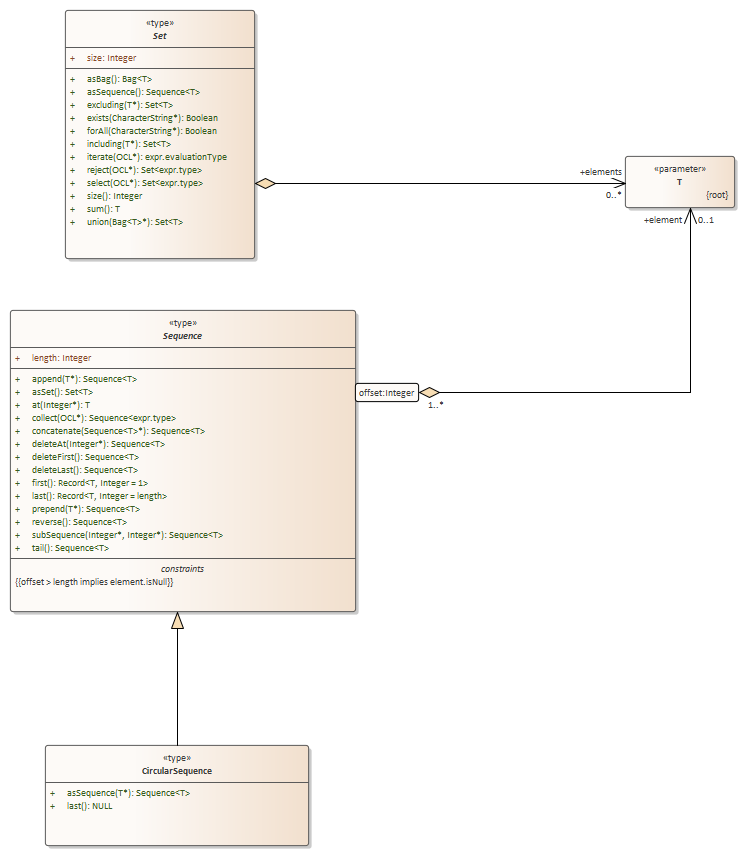 «type»
Set
+ size: Integer
+ asBag(): Bag<T>
+ asSequence(): Sequence<T>
+ excluding(T*): Set<T>
+ exists(CharacterString*): Boolean
+ forAll(CharacterString*): Boolean
+ including(T*): Set<T>
+ iterate(OCL*): expr.evaluationType
+ reject(OCL*): Set<expr.type>
+ select(OCL*): Set<expr.type>
+ size(): Integer
+ sum(): T
+ union(Bag<T>*): Set<T>
+elements
0..*
«parameter»
T
{root}
+element
0..1
«type»
Sequence
+ length: Integer
+ append(T*): Sequence<T>
+ asSet(): Set<T>
+ at(Integer*): T
+ collect(OCL*): Sequence<expr.type>
+ concatenate(Sequence<T>*): Sequence<T>
+ deleteAt(Integer*): Sequence<T>
+ deleteFirst(): Sequence<T>
+ deleteLast(): Sequence<T>
+ first(): Record<T, Integer = 1>
+ last(): Record<T, Integer = length>
+ prepend(T*): Sequence<T>
+ reverse(): Sequence<T>
+ subSequence(Integer*, Integer*): Sequence<T>
+ tail(): Sequence<T>
constraints
{{offset > length implies element.isNull}}
offset:Integer
1..*
«type»
CircularSequence
+ asSequence(T*): Sequence<T>
+ last(): NULL